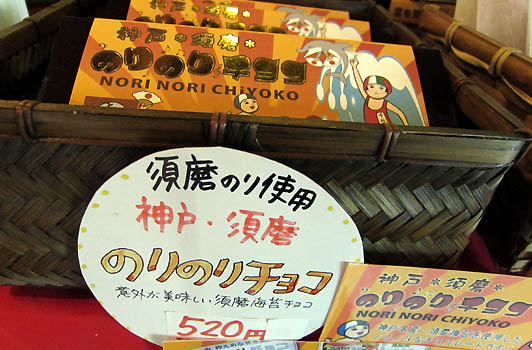 神戸＊須磨＊
のりのりチヨコ
NORI NORI CHiYOKO
須磨のり使用
神戸・須磨
のりのりチョコ
意外が美味しい須磨海苔チョコ
520円
神戸＊須磨
のりのりチヨコ
NORI NORI CHiYOKO